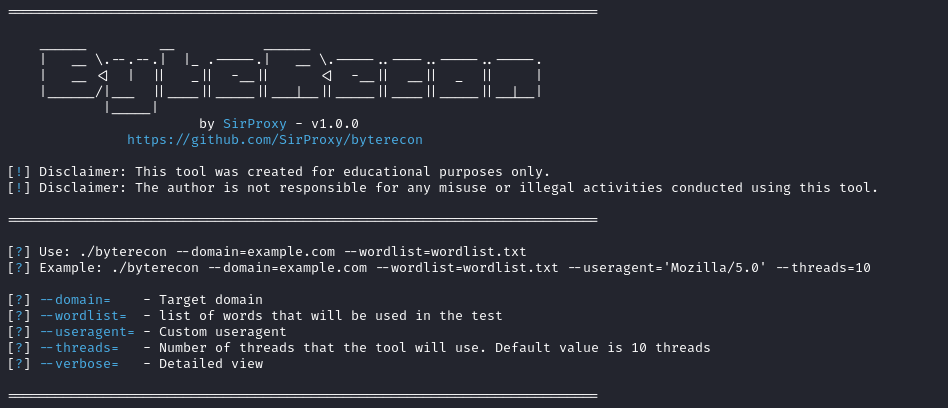 ByteRecon
by SirProxy - v1.0.0
https://github.com/SirProxy/byterecon
[!] Disclaimer: This tool was created for educational purposes only.
[!] Disclaimer: The author is not responsible for any misuse or illegal activities conducted using this tool.
[?] Use: ./byterecon --domain=example.com --wordlist=wordlist.txt
[?] Example: ./byterecon --domain=example.com --wordlist=wordlist.txt --useragent='Mozilla/5.0' --threads=10
[?] --domain= - Target domain
[?] --wordlist= - list of words that will be used in the test
[?] --useragent= - Custom useragent
[?] --threads= - Number of threads that the tool will use. Default value is 10 threads
[?] --verbose= - Detailed view